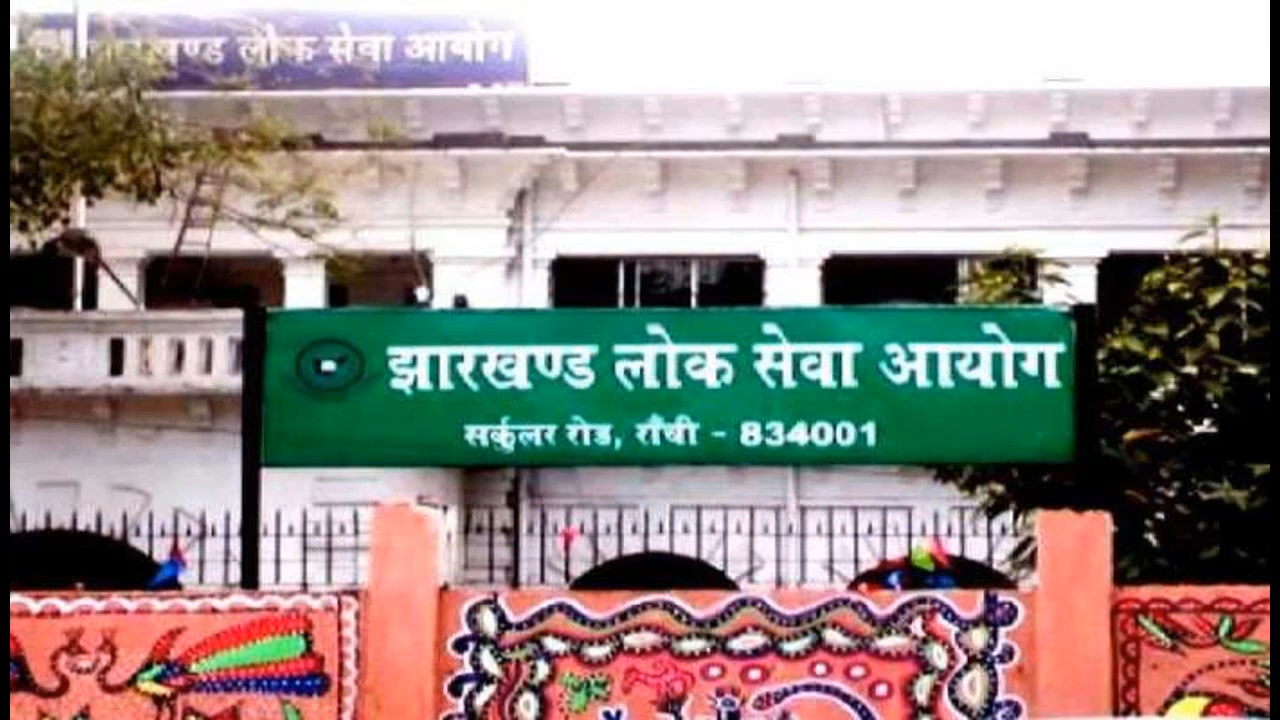 झारखण्ड लोक सेवा आयोग
झारखण्ड लोक सेवा आयोग
सर्कुलर रोड, राँची - 834001